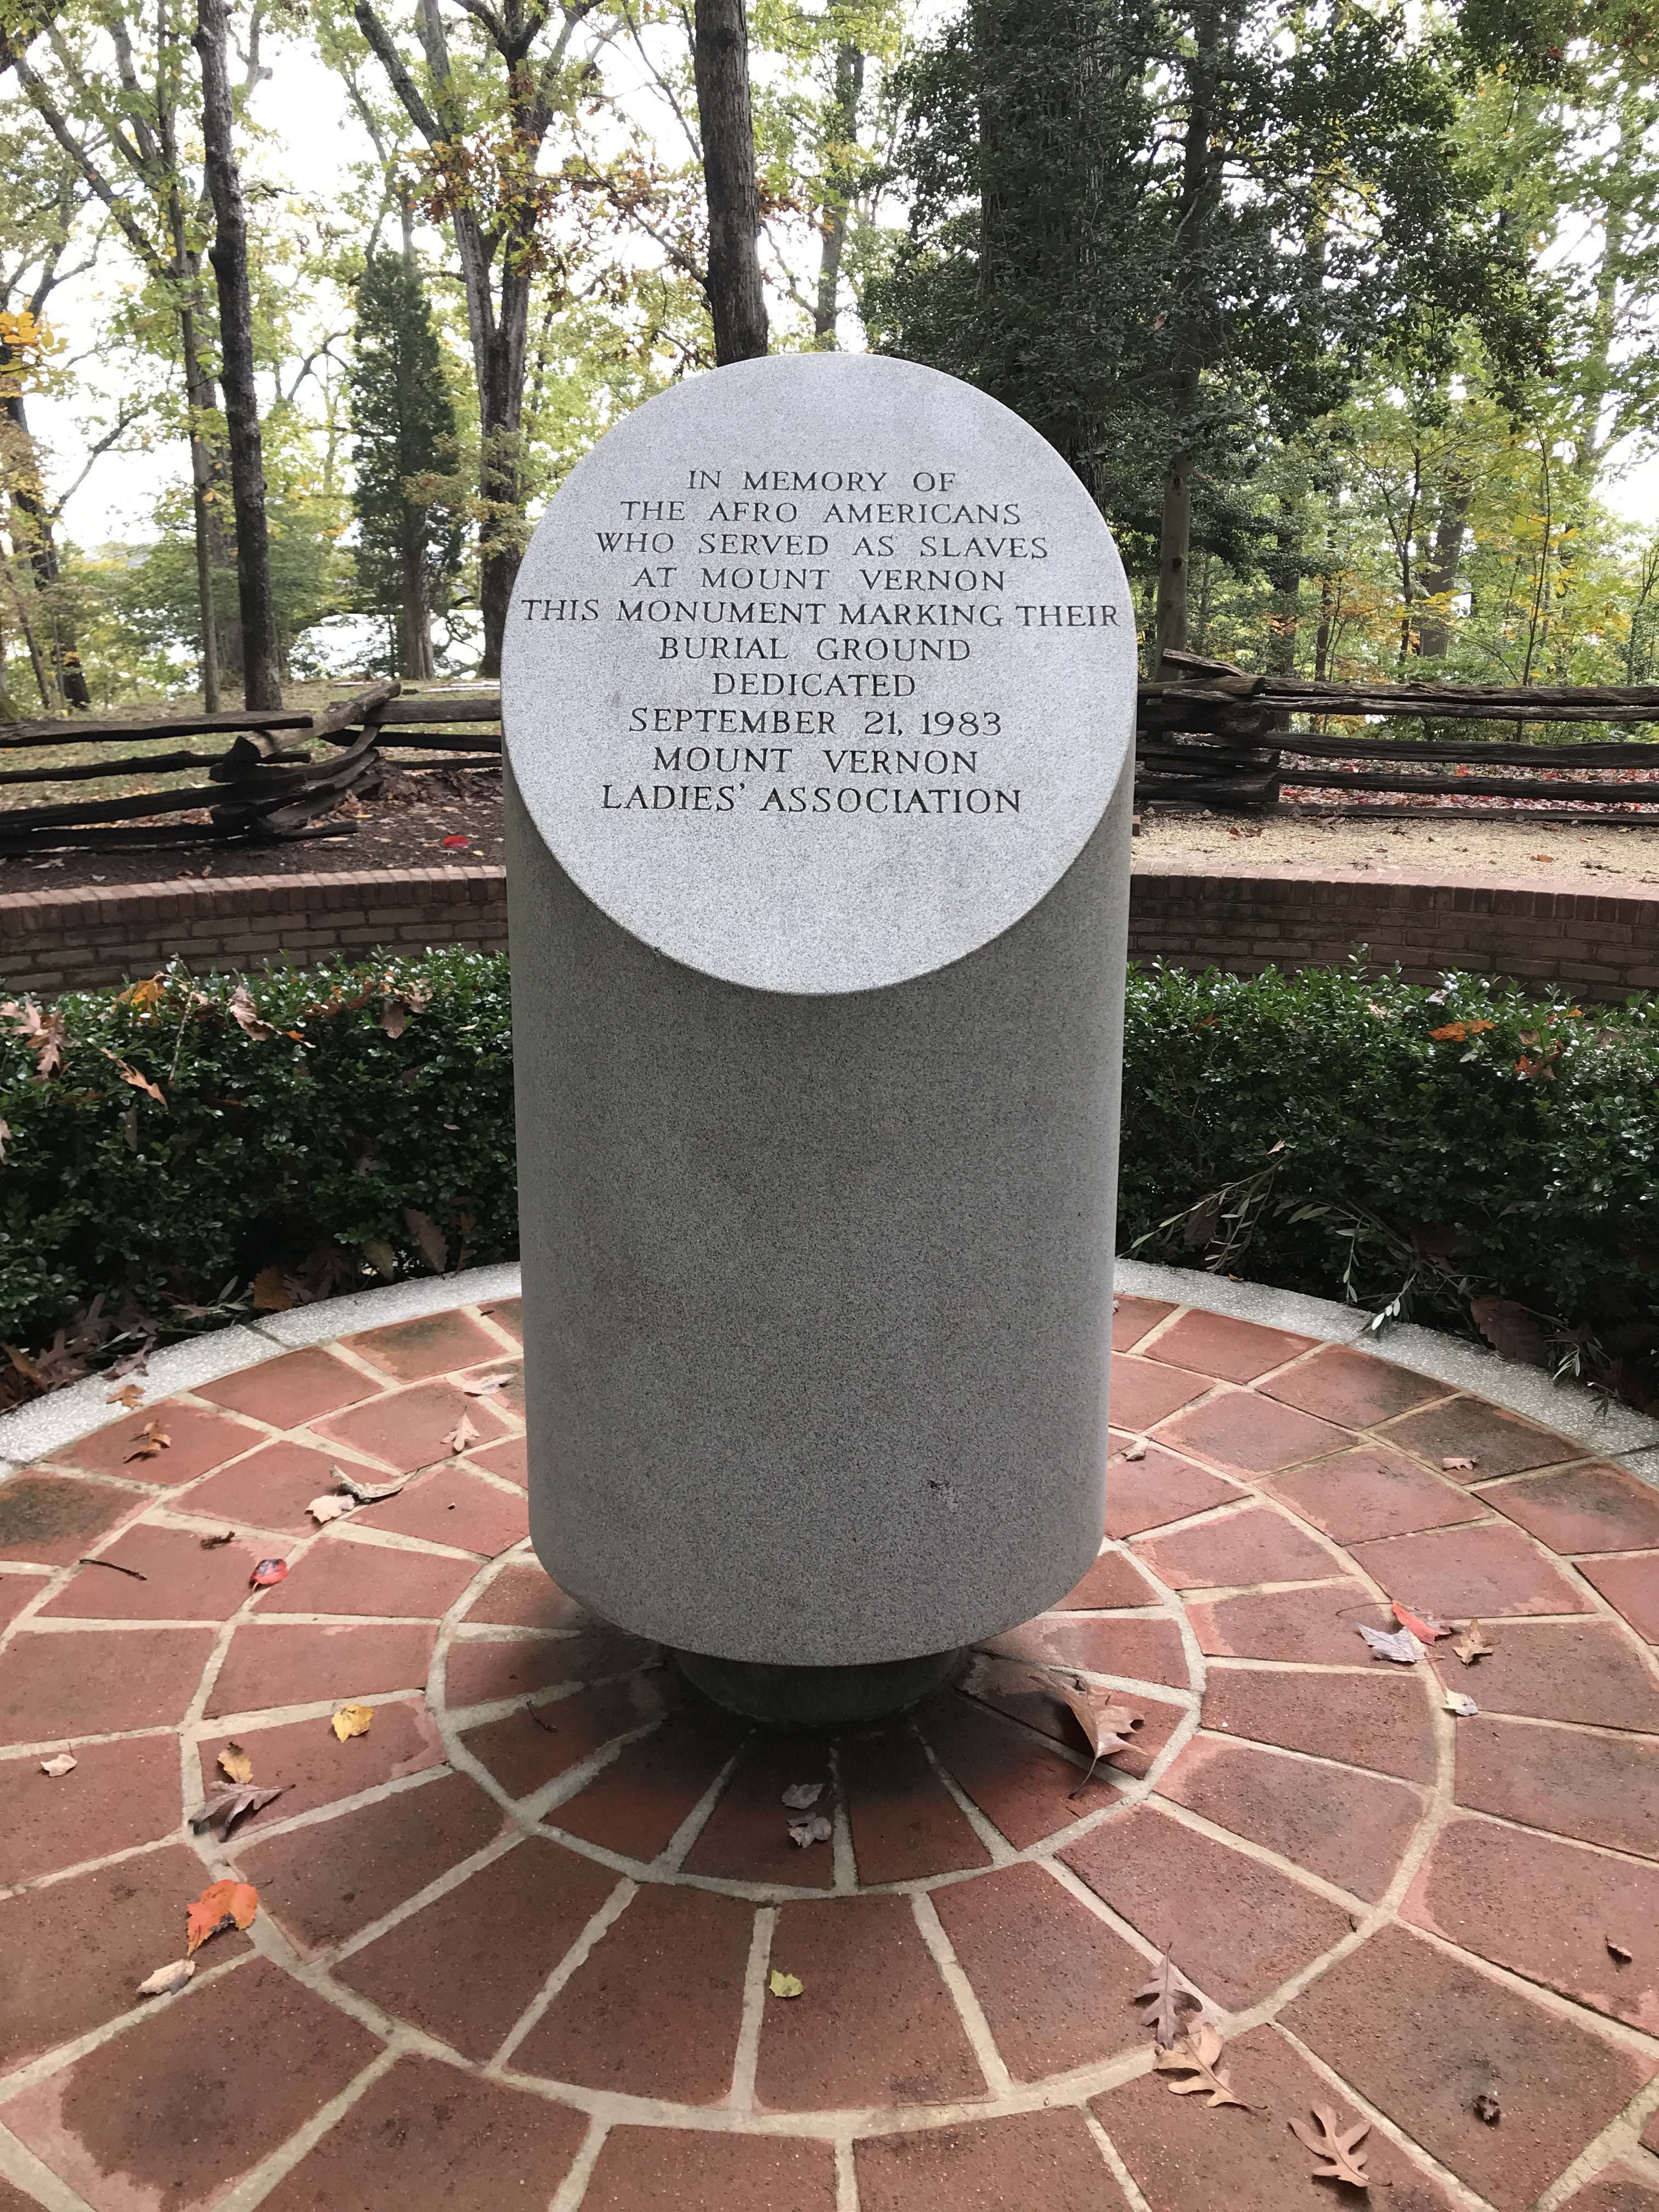 IN MEMORY OF
THE AFRO AMERICANS
WHO SERVED AS SLAVES
AT MOUNT VERNON
THIS MONUMENT MARKING THEIR
BURIAL GROUND
DEDICATED
SEPTEMBER 21, 1983
MOUNT VERNON
LADIES' ASSOCIATION